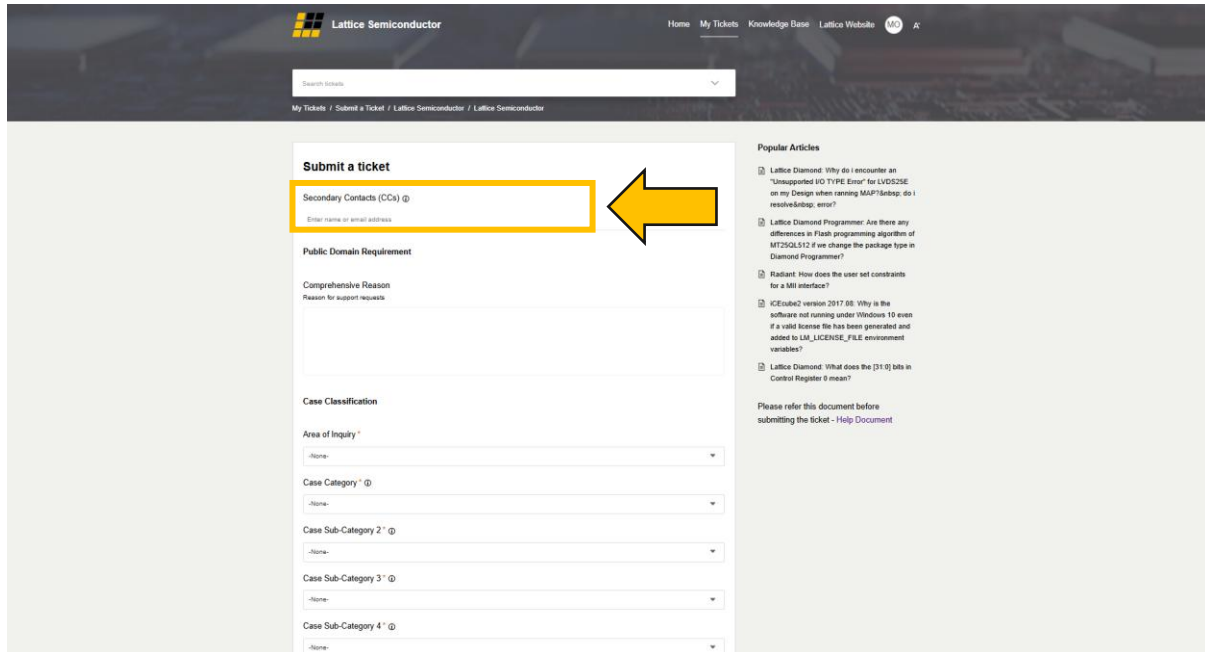 Lattice Semiconductor
Home My Tickets Knowledge Base Lattice Website MO A
Search tickets
My Tickets / Submit a Ticket / Lattice Semiconductor / Lattice Semiconductor
Submit a ticket
Secondary Contacts (CCs)
Enter name or email address
Public Domain Requirement
Comprehensive Reason
Reason for support requests
Case Classification
Area of Inquiry *
-None-
Case Category *
-None-
Case Sub-Category 2 *
-None-
Case Sub-Category 3 *
-None-
Case Sub-Category 4 *
-None-
Popular Articles
Lattice Diamond: Why do i encounter an
"Unsupported I/O TYPE Error" for LVDS25E
on my Design when ranning MAP?&nbsp; do i
resolve&nbsp; error?
Lattice Diamond Programmer: Are there any
differences in Flash programming algorithm of
MT25QL512 if we change the package type in
Diamond Programmer?
Radiant: How does the user set constraints
for a MII interface?
iCEcube2 version 2017.08: Why is the
software not running under Windows 10 even
if a valid license file has been generated and
added to LM_LICENSE_FILE environment
variables?
Lattice Diamond: What does the [31:0] bits in
Control Register 0 mean?
Please refer this document before
submitting the ticket - Help Document